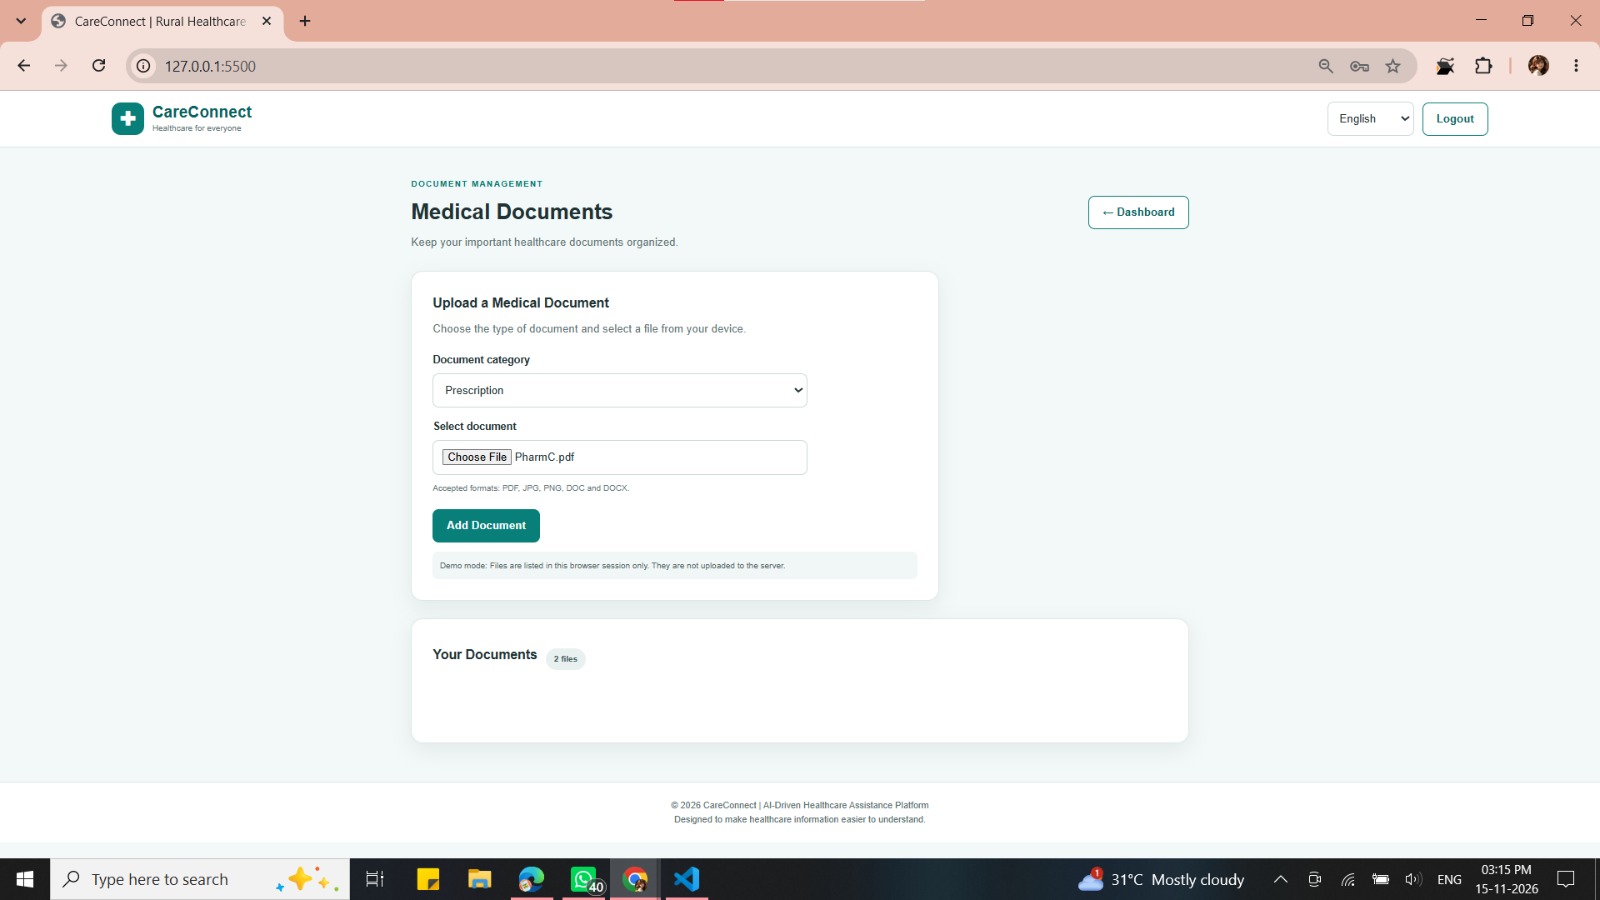 CareConnect | Rural Healthcare
127.0.0.1:5500
CareConnect
Healthcare for everyone
English
Logout
DOCUMENT MANAGEMENT
Medical Documents
← Dashboard
Keep your important healthcare documents organized.
Upload a Medical Document
Choose the type of document and select a file from your device.
Document category
Prescription
Select document
Choose File PharmC.pdf
Accepted formats: PDF, JPG, PNG, DOC and DOCX.
Add Document
Demo mode: Files are listed in this browser session only. They are not uploaded to the server.
Your Documents 2 files
© 2026 CareConnect | AI-Driven Healthcare Assistance Platform
Designed to make healthcare information easier to understand.
Type here to search
40
1
31°C Mostly cloudy
ENG
03:15 PM
15-11-2026